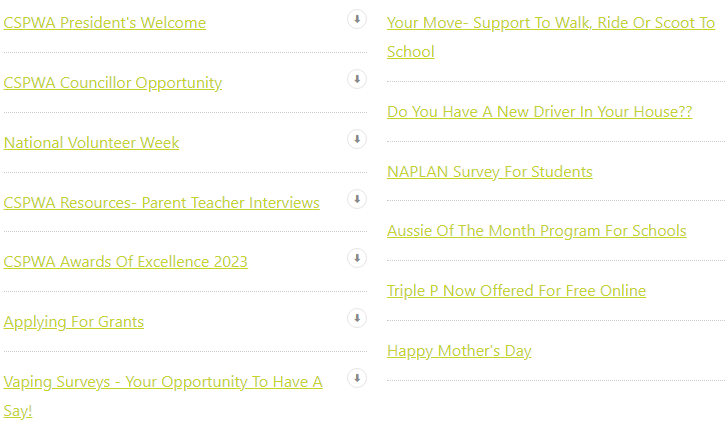 CSPWA President's Welcome
CSPWA Councillor Opportunity
National Volunteer Week
CSPWA Resources- Parent Teacher Interviews
CSPWA Awards Of Excellence 2023
Applying For Grants
Vaping Surveys - Your Opportunity To Have A
Say!
Your Move- Support To Walk, Ride Or Scoot To
School
Do You Have A New Driver In Your House??
NAPLAN Survey For Students
Aussie Of The Month Program For Schools
Triple P Now Offered For Free Online
Happy Mother's Day